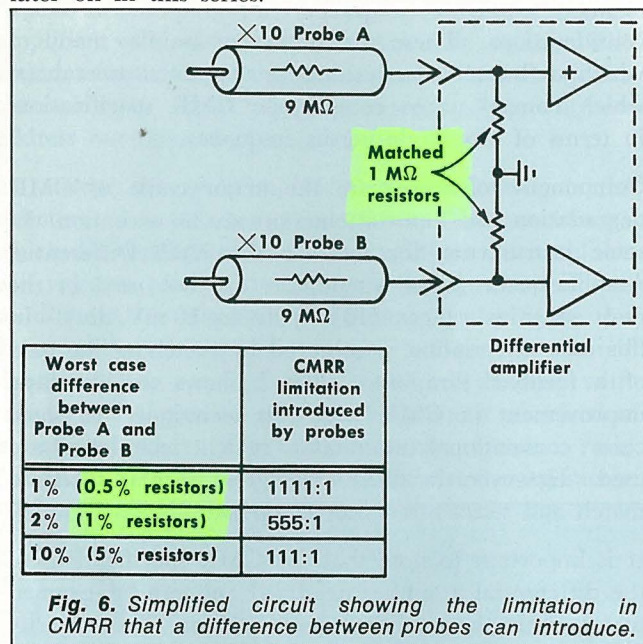 later on in this series.
×10 Probe A
9 MΩ
+
Matched
1 MΩ
resistors
×10 Probe B
9 MΩ
Differential
amplifier
Worst case
difference
between
Probe A and
Probe B
CMRR
limitation
introduced
by probes
1% (0.5% resistors) 1111:1
2% (1% resistors) 555:1
10% (5% resistors) 111:1
Fig. 6. Simplified circuit showing the limitation in
CMRR that a difference between probes can introduce.